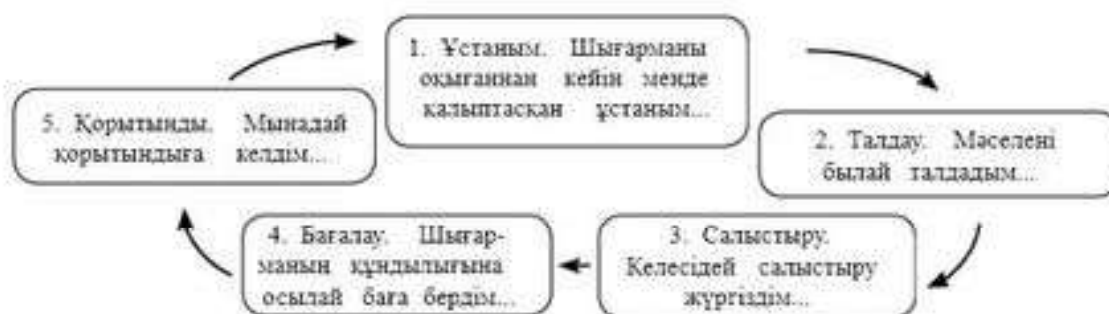 1. Ұстаным. Шығарманы
оқығаннан кейін менде
қалыптасқан ұстаным...
2. Талдау. Мәселені
былай талдадым...
3. Салыстыру.
Келесідей салыстыру
жүргіздім...
4. Бағалау. Шығар-
маның құндылығына
осылай баға бердім...
5. Қорытынды. Мынадай
қорытындыға келдім...